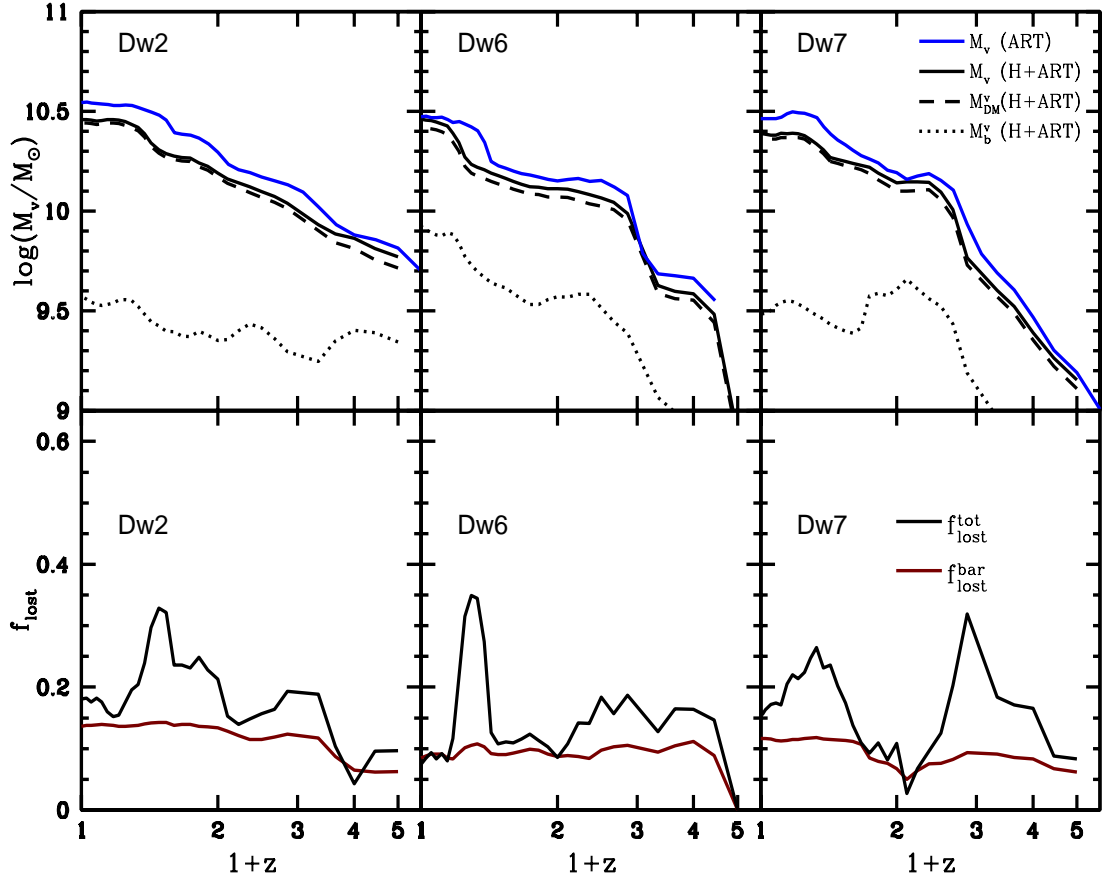 11
10.5
10
9.5
9
log(M_v/M_⊙)
Dw2
Dw6
Dw7
M_v (ART)
M_v (H+ART)
M^v_DM (H+ART)
M^v_b (H+ART)
0.6
0.4
0.2
0
f_lost
Dw2
Dw6
Dw7
f^tot_lost
f^bar_lost
1 2 3 4 5
1 2 3 4 5
1 2 3 4 5
1+z
1+z
1+z